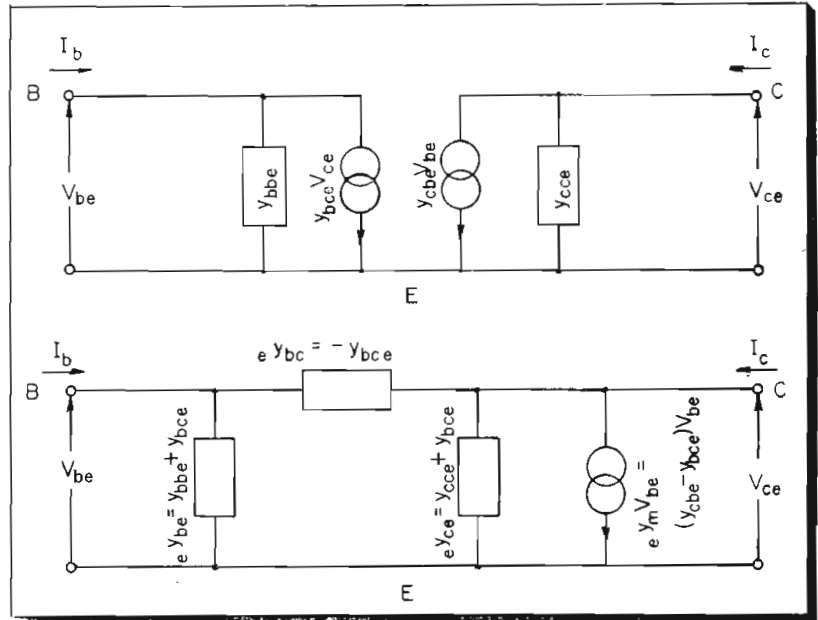 I_b
I_c
B
C
V_be
y_bbe
y_bce V_ce
y_cbe V_be
y_cce
V_ce
E
I_b
e y_bc = - y_bce
I_c
B
C
V_be
e y_be = y_bbe + y_bce
e y_ce = y_cce + y_bce
e y_m V_be =
(y_cbe - y_bce) V_be
V_ce
E